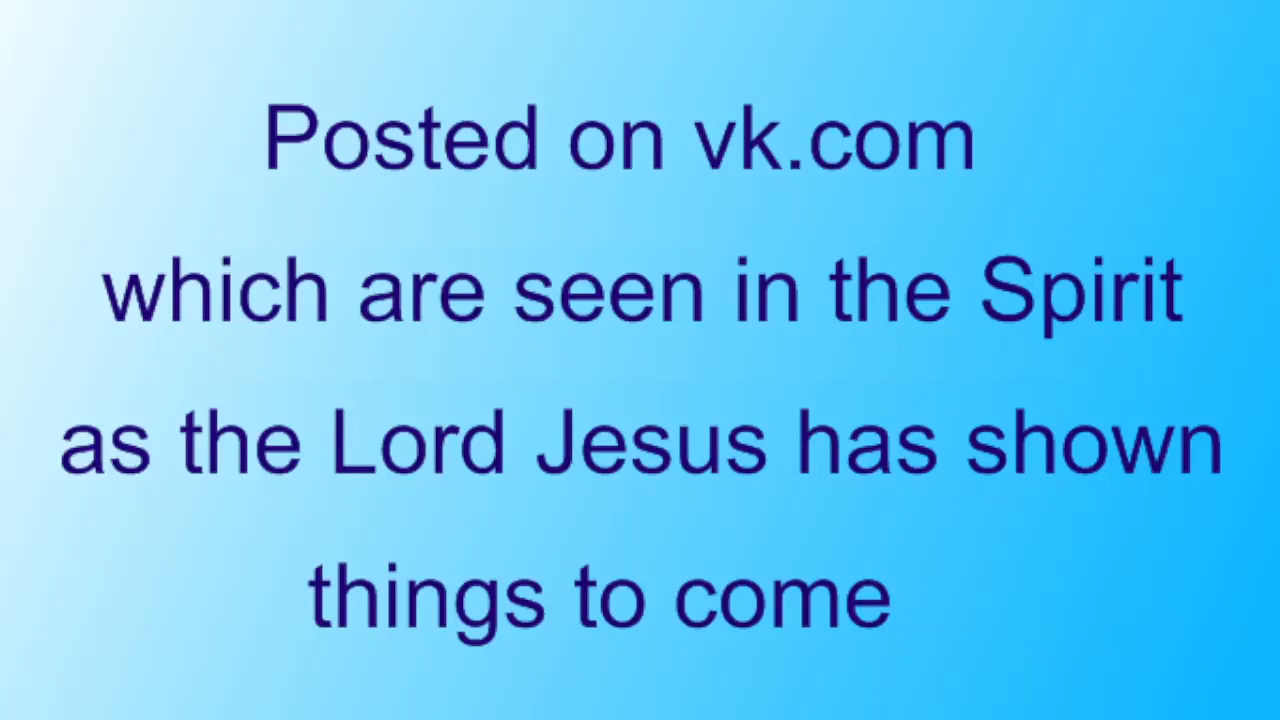 Posted on vk.com
which are seen in the Spirit
as the Lord Jesus has shown
things to come